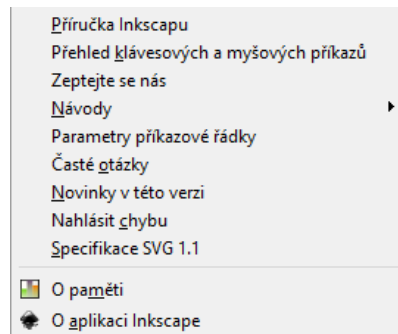 Příručka Inkscapu
Přehled klávesových a myšových příkazů
Zeptejte se nás
Návody
Parametry příkazové řádky
Časté otázky
Novinky v této verzi
Nahlásit chybu
Specifikace SVG 1.1
O paměti
O aplikaci Inkscape